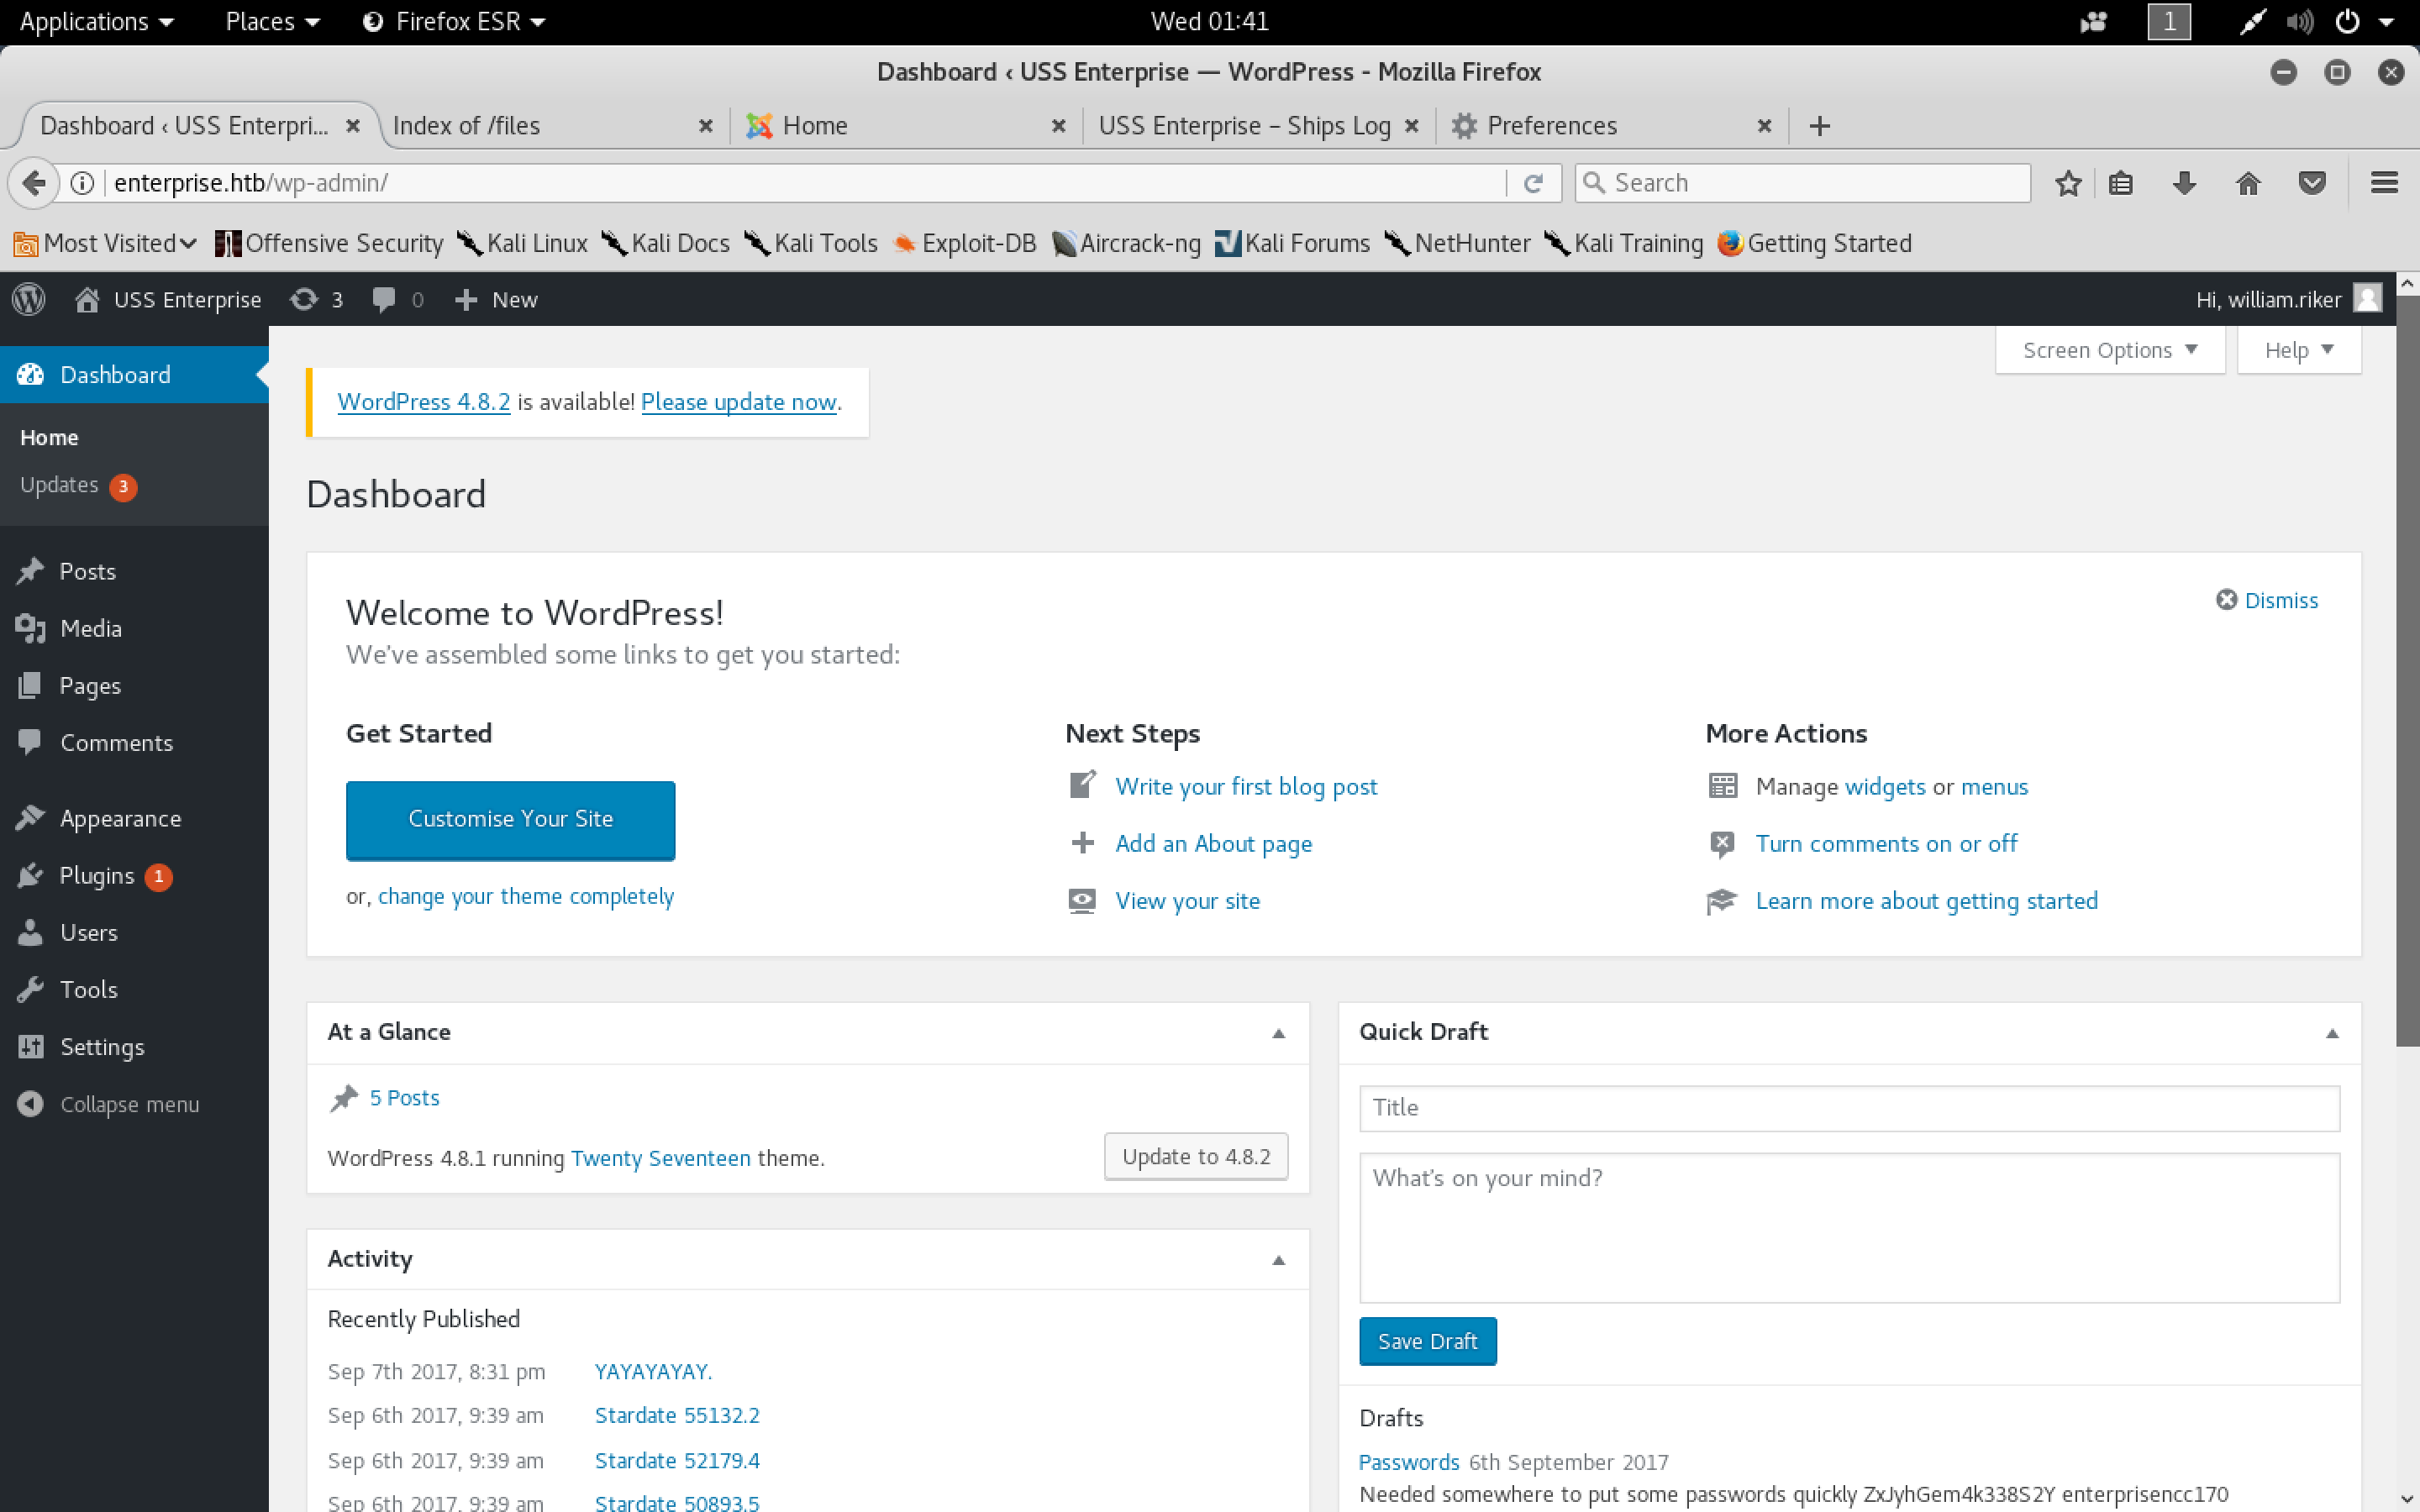 Applications Places Firefox ESR Wed 01:41 1
Dashboard ‹ USS Enterprise — WordPress - Mozilla Firefox
Dashboard ‹ USS Enterpri... Index of /files Home USS Enterprise – Ships Log Preferences
enterprise.htb/wp-admin/ Search
Most Visited Offensive Security Kali Linux Kali Docs Kali Tools Exploit-DB Aircrack-ng Kali Forums NetHunter Kali Training Getting Started
USS Enterprise 3 0 New Hi, william.riker
Screen Options Help
Dashboard
Home
Updates 3
Posts
Media
Pages
Comments
Appearance
Plugins 1
Users
Tools
Settings
Collapse menu
WordPress 4.8.2 is available! Please update now.
Dashboard
Welcome to WordPress!
Dismiss
We've assembled some links to get you started:
Get Started
Customise Your Site
or, change your theme completely
Next Steps
Write your first blog post
Add an About page
View your site
More Actions
Manage widgets or menus
Turn comments on or off
Learn more about getting started
At a Glance
5 Posts
WordPress 4.8.1 running Twenty Seventeen theme.
Update to 4.8.2
Activity
Recently Published
Sep 7th 2017, 8:31 pm YAYAYAYAY.
Sep 6th 2017, 9:39 am Stardate 55132.2
Sep 6th 2017, 9:39 am Stardate 52179.4
Sep 6th 2017, 9:39 am Stardate 50893.5
Quick Draft
Title
What's on your mind?
Save Draft
Drafts
Passwords 6th September 2017
Needed somewhere to put some passwords quickly ZxJyhGem4k338S2Y enterprisencc170